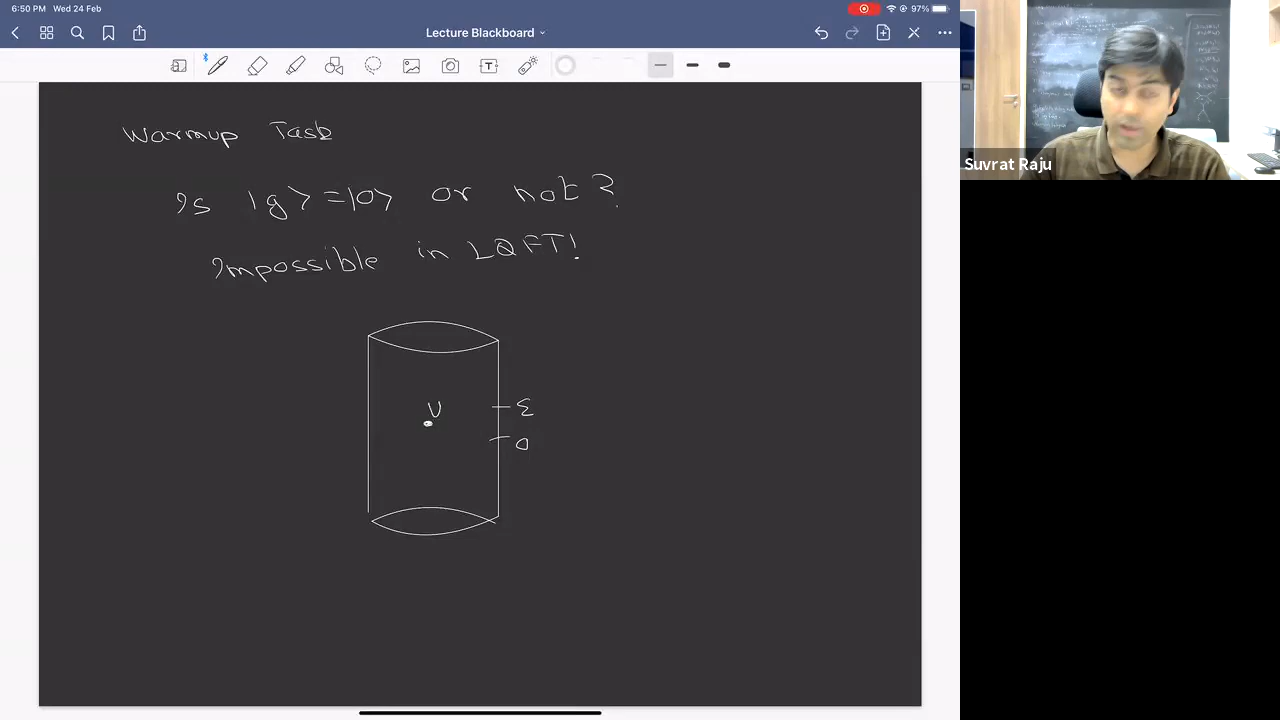 6:50 PM Wed 24 Feb
97%
Lecture Blackboard
Warmup Task
Is |g> = |0> or not?
Impossible in LQFT!
U
ε
0
Suvrat Raju